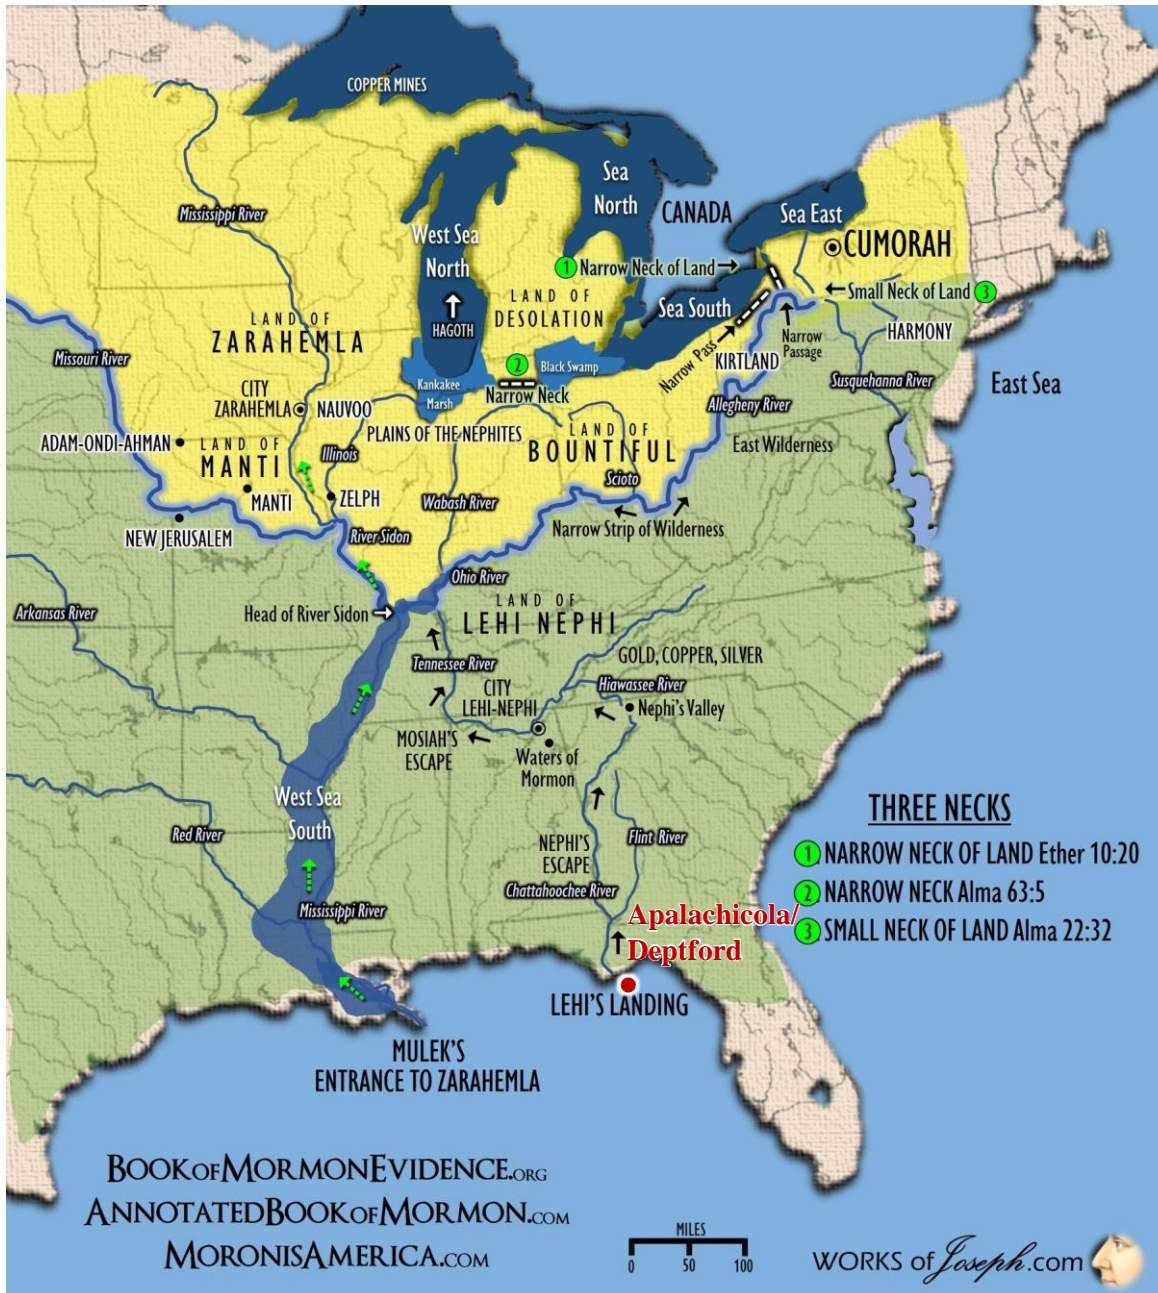 COPPER MINES
Sea
North
CANADA
Sea East
CUMORAH
Mississippi River
West Sea
North
HAGOTH
1 Narrow Neck of Land
Small Neck of Land 3
LAND OF
DESOLATION
Sea South
LAND OF
ZARAHEMLA
Missouri River
Narrow Pass
KIRTLAND
Narrow
Passage
HARMONY
Susquehanna River
East Sea
2
Black Swamp
Kankakee
Marsh
Narrow Neck
CITY
ZARAHEMLA
NAUVOO
Allegheny River
PLAINS OF THE NEPHITES
LAND OF
BOUNTIFUL
East Wilderness
ADAM-ONDI-AHMAN
LAND OF
MANTI
Illinois
Scioto
MANTI
ZELPH
Wabash River
NEW JERUSALEM
River Sidon
Narrow Strip of Wilderness
Ohio River
Arkansas River
Head of River Sidon
LAND OF
LEHI NEPHI
GOLD, COPPER, SILVER
Tennessee River
Hiawassee River
CITY
LEHI-NEPHI
Nephi's Valley
MOSIAH'S
ESCAPE
Waters of
Mormon
West Sea
South
Red River
NEPHI'S
ESCAPE
Flint River
Chattahoochee River
Mississippi River
Apalachicola/
Deptford
LEHI'S LANDING
THREE NECKS
1 NARROW NECK OF LAND Ether 10:20
2 NARROW NECK Alma 63:5
3 SMALL NECK OF LAND Alma 22:32
MULEK'S
ENTRANCE TO ZARAHEMLA
BOOKOFMORMONEVIDENCE.ORG
ANNOTATEDBOOKOFMORMON.COM
MORONISAMERICA.COM
MILES
0 50 100
WORKS of Joseph.com